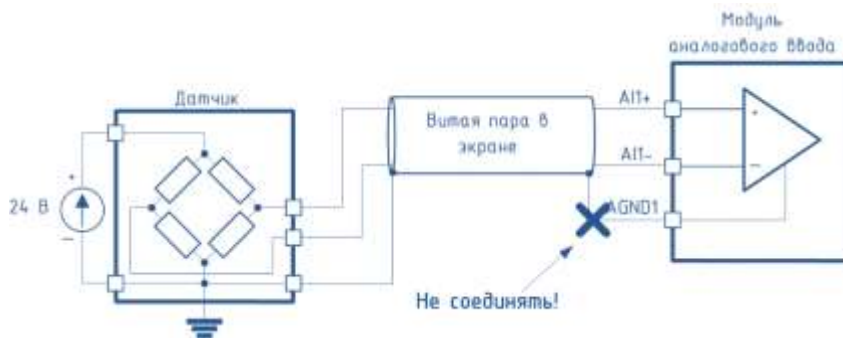 Модуль
аналогового ввода
Датчик
Витая пара в
экране
AI1+
AI1-
AGND1
+
-
+
24 В
-
Не соединять!